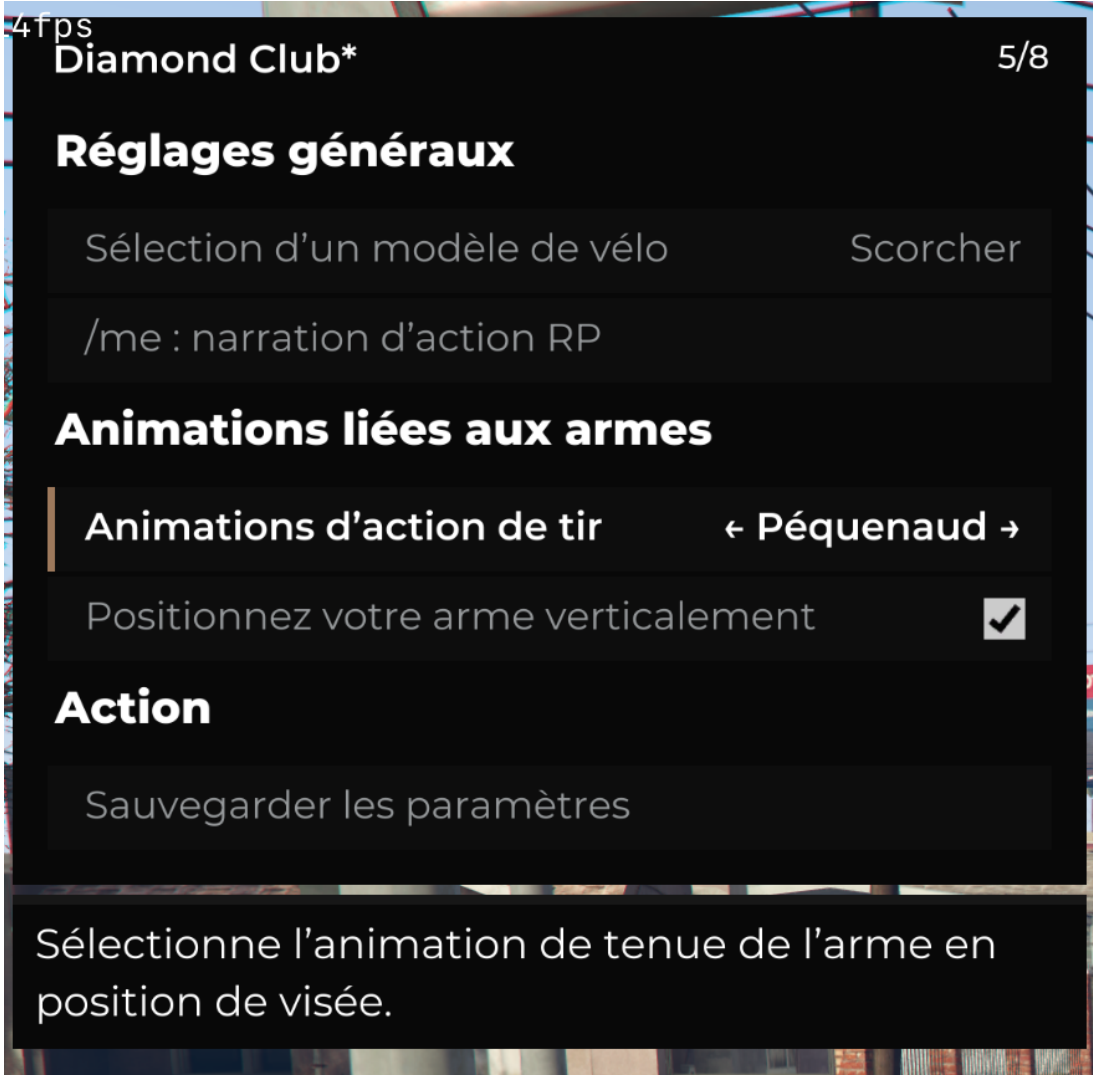 4fps
Diamond Club* 5/8
Réglages généraux
Sélection d’un modèle de vélo Scorcher
/me : narration d’action RP
Animations liées aux armes
Animations d’action de tir ← Péquenaud →
Positionnez votre arme verticalement
Action
Sauvegarder les paramètres
Sélectionne l’animation de tenue de l’arme en
position de visée.